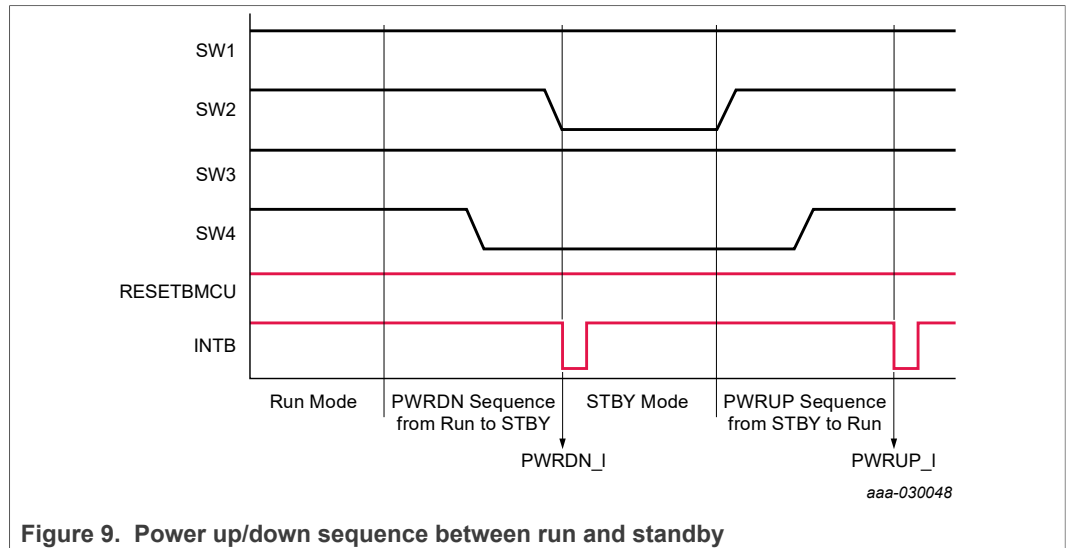 SW1
SW2
SW3
SW4
RESETBMCU
INTB
Run Mode
PWRDN Sequence
from Run to STBY
STBY Mode
PWRUP Sequence
from STBY to Run
PWRDN_I
PWRUP_I
aaa-030048
Figure 9. Power up/down sequence between run and standby